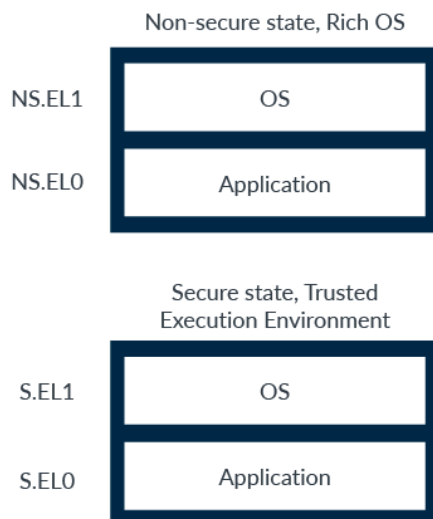 Non-secure state, Rich OS
NS.EL1
OS
NS.EL0
Application
Secure state, Trusted
Execution Environment
S.EL1
OS
S.EL0
Application